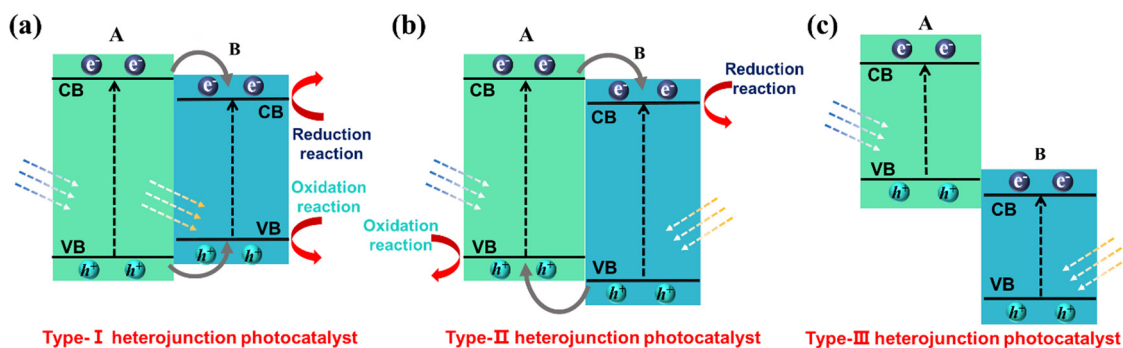 (a)
A
B
e⁻ e⁻
e⁻ e⁻
CB
CB
Reduction
reaction
Oxidation
reaction
VB
VB
h⁺ h⁺
h⁺ h⁺
Type-Ⅰ heterojunction photocatalyst
(b)
A
B
e⁻ e⁻
e⁻ e⁻
CB
CB
Reduction
reaction
Oxidation
reaction
VB
VB
h⁺ h⁺
h⁺ h⁺
Type-Ⅱ heterojunction photocatalyst
(c)
A
e⁻ e⁻
CB
VB
h⁺ h⁺
B
e⁻ e⁻
CB
VB
h⁺ h⁺
Type-Ⅲ heterojunction photocatalyst